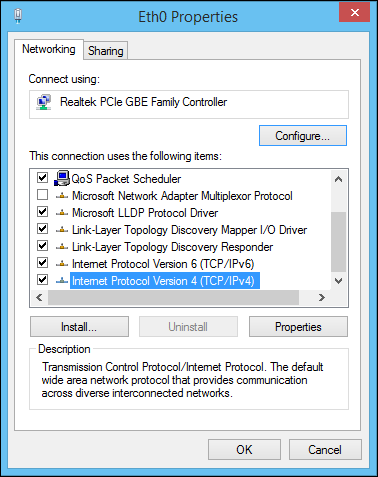 Eth0 Properties
Networking
Sharing
Connect using:
Realtek PCIe GBE Family Controller
Configure...
This connection uses the following items:
QoS Packet Scheduler
Microsoft Network Adapter Multiplexor Protocol
Microsoft LLDP Protocol Driver
Link-Layer Topology Discovery Mapper I/O Driver
Link-Layer Topology Discovery Responder
Internet Protocol Version 6 (TCP/IPv6)
Internet Protocol Version 4 (TCP/IPv4)
Install...
Uninstall
Properties
Description
Transmission Control Protocol/Internet Protocol. The default
wide area network protocol that provides communication
across diverse interconnected networks.
OK
Cancel